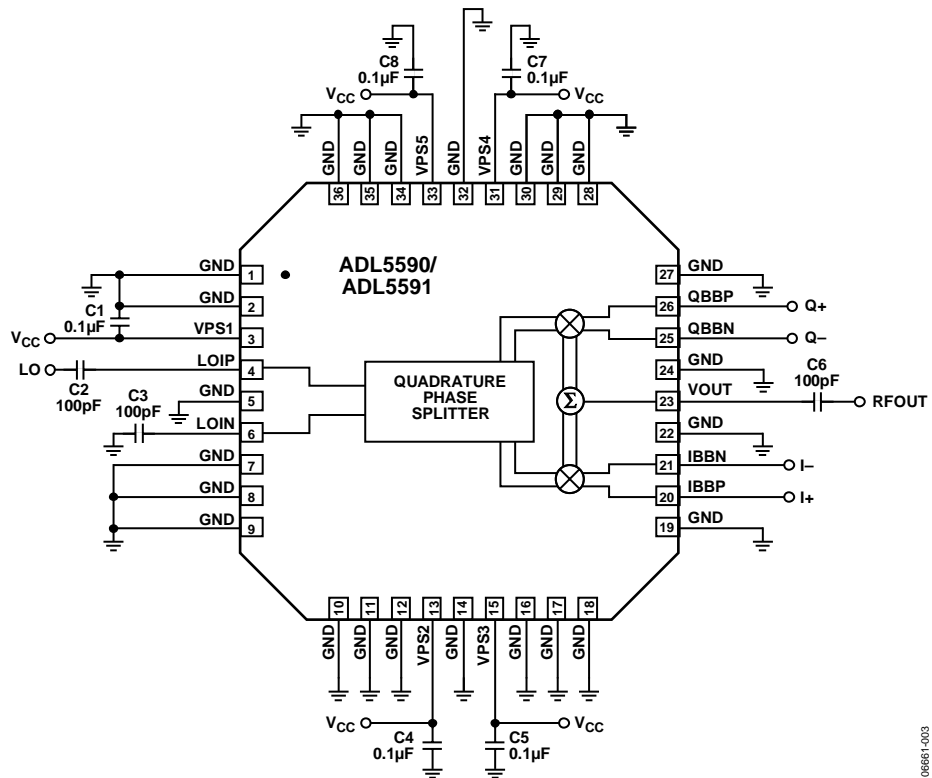 C8
0.1µF
C7
0.1µF
VCC
VCC
GND
GND
GND
VPS5
GND
VPS4
GND
GND
GND
36
35
34
33
32
31
30
29
28
ADL5590/
ADL5591
GND 1
GND 2
C1
0.1µF
VCC
VPS1 3
LO
C2
100pF
LOIP 4
GND 5
C3
100pF
LOIN 6
GND 7
GND 8
GND 9
QUADRATURE
PHASE
SPLITTER
Σ
27 GND
26 QBBP Q+
25 QBBN Q–
24 GND
C6
100pF
23 VOUT RFOUT
22 GND
21 IBBN I–
20 IBBP I+
19 GND
10
11
12
13
14
15
16
17
18
GND
GND
GND
VPS2
GND
VPS3
GND
GND
GND
VCC
VCC
C4
0.1µF
C5
0.1µF
06661-003